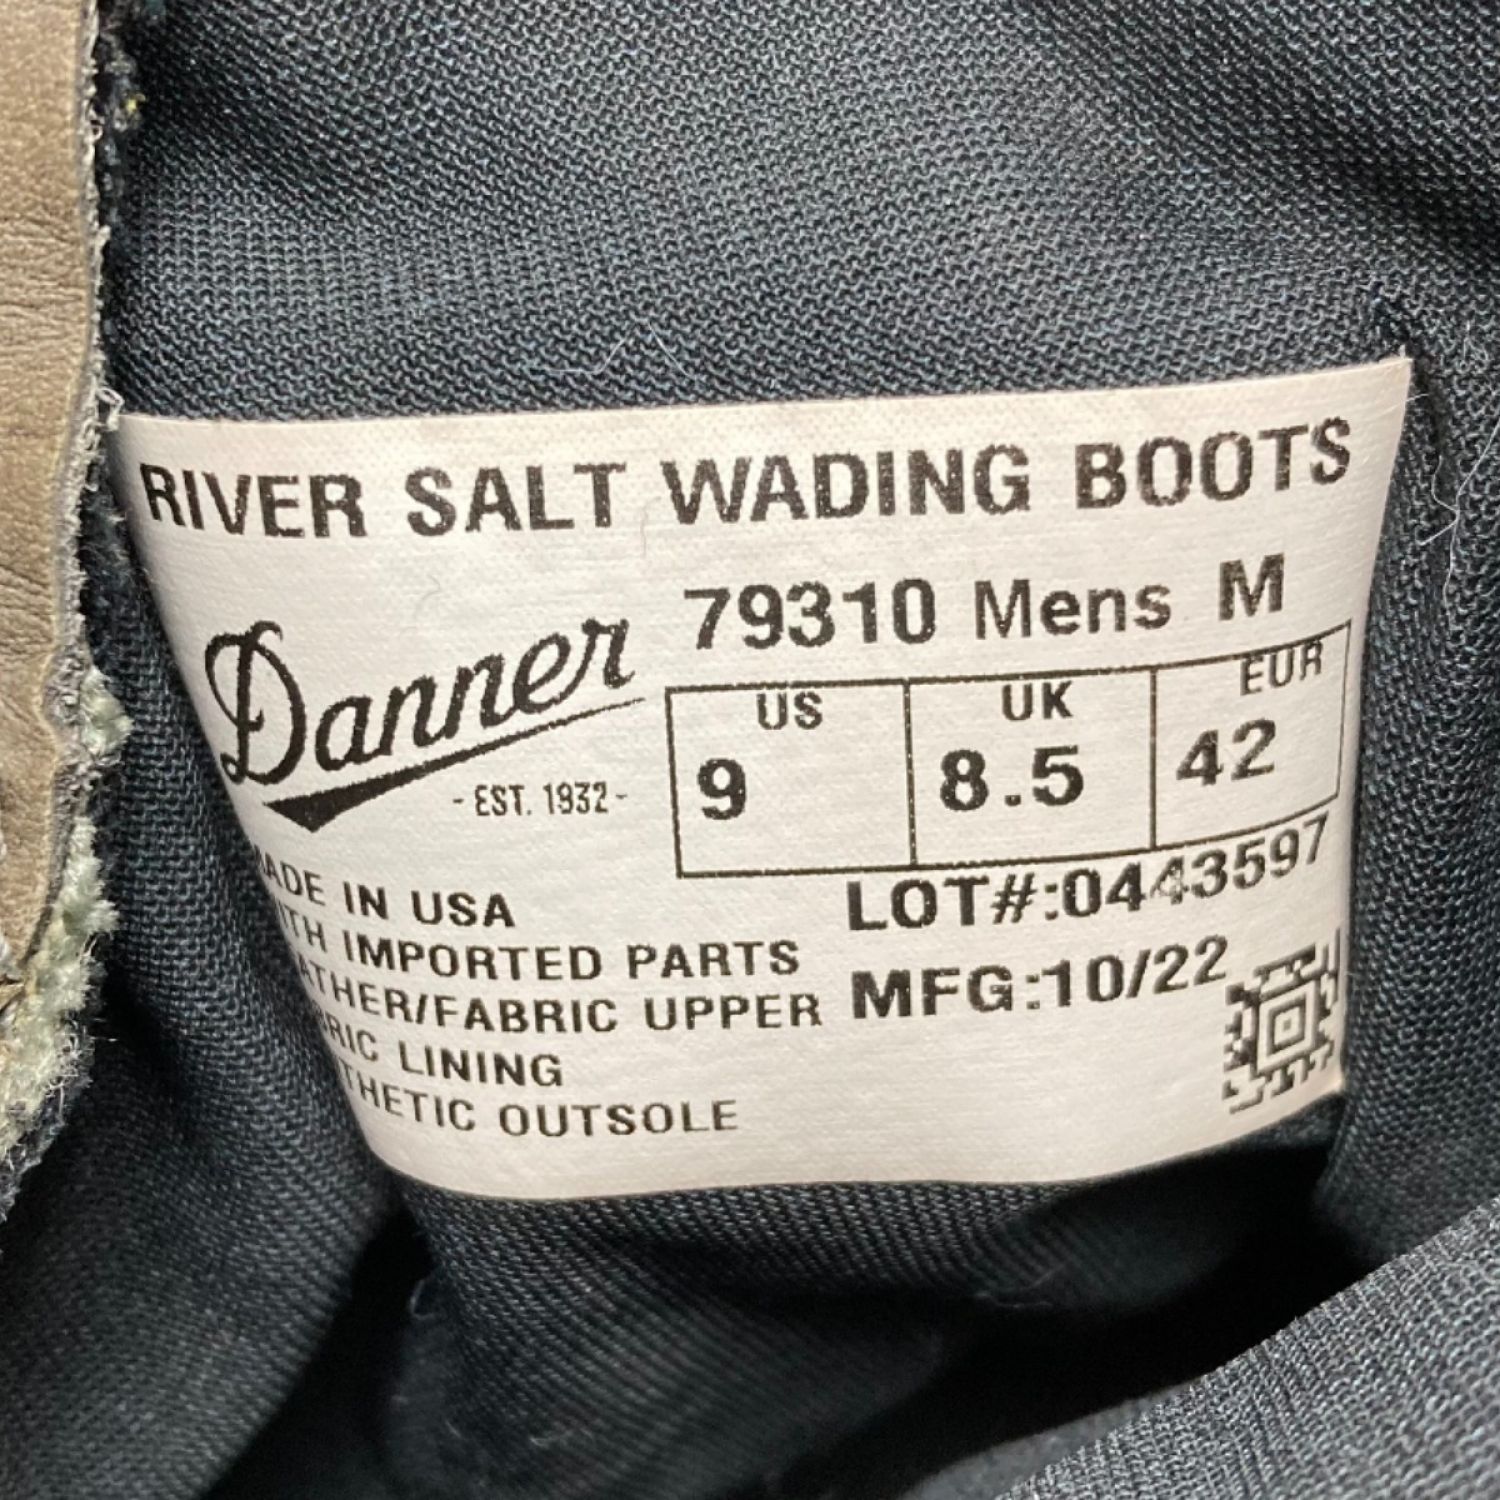 RIVER SALT WADING BOOTS
79310 Mens M
Danner
- EST. 1932 -
US UK EUR
9 8.5 42
LOT#:0443597
MFG:10/22
ADE IN USA
TH IMPORTED PARTS
ATHER/FABRIC UPPER
RIC LINING
THETIC OUTSOLE